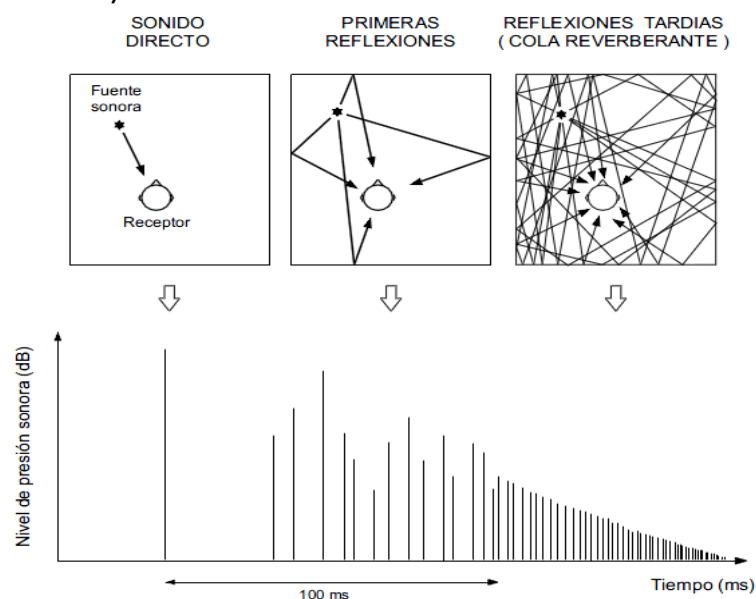 SONIDO
DIRECTO
PRIMERAS
REFLEXIONES
REFLEXIONES TARDIAS
( COLA REVERBERANTE )
Fuente
sonora
Receptor
Nivel de presión sonora (dB)
100 ms
Tiempo (ms)